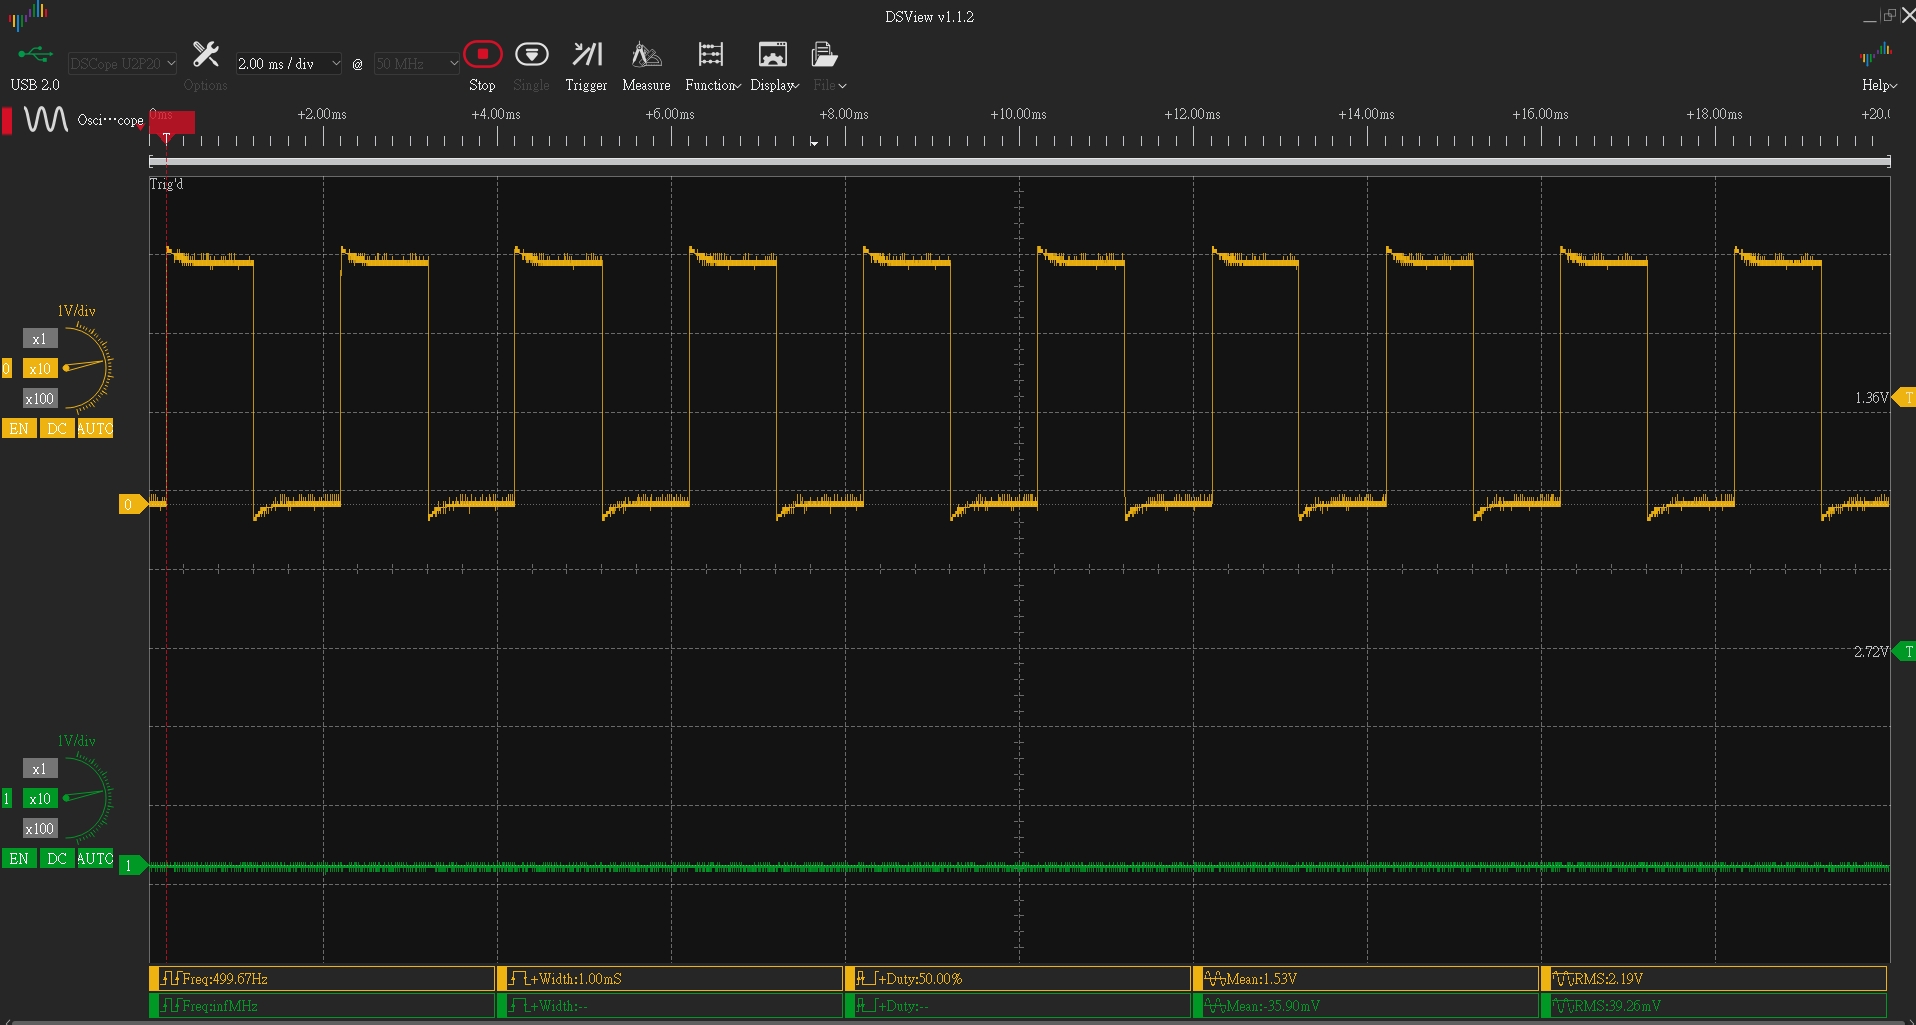 DSView v1.1.2
USB 2.0
DSCope U2P20
Options
2.00 ms / div
@
50 MHz
Stop
Single
Trigger
Measure
Function
Display
File
Help
Osci⋯cope
0ms
+2.00ms
+4.00ms
+6.00ms
+8.00ms
+10.00ms
+12.00ms
+14.00ms
+16.00ms
+18.00ms
+20.0
T
Trig'd
1V/div
x1
0
x10
x100
EN
DC
AUTO
0
1.36V
T
2.72V
T
1V/div
x1
1
x10
x100
EN
DC
AUTO
1
Freq:499.67Hz
+Width:1.00mS
+Duty:50.00%
Mean:1.53V
RMS:2.19V
Freq:infMHz
+Width:--
+Duty:--
Mean:-35.90mV
RMS:39.26mV